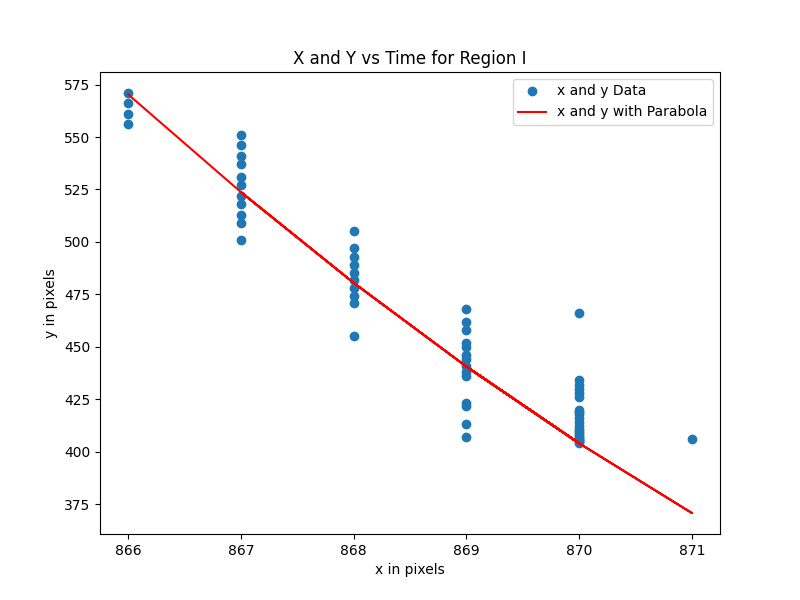 X and Y vs Time for Region I
x and y Data
x and y with Parabola
575
550
525
500
475
450
425
400
375
y in pixels
866 867 868 869 870 871
x in pixels